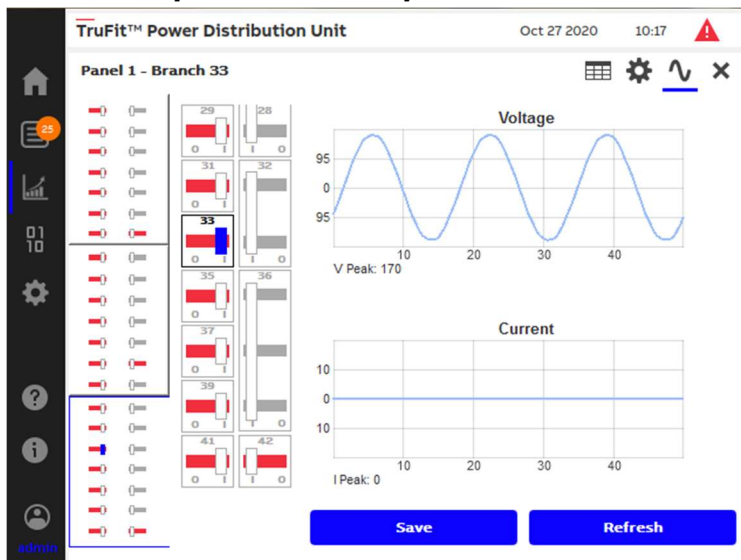 TruFit™ Power Distribution Unit
Oct 27 2020
10:17
Panel 1 - Branch 33
25
29
28
O I
I O
31
32
O I
I O
33
O I
I O
35
36
O I
37
O I
39
O I
I O
41
42
O I
I O
Voltage
95
0
95
10 20 30 40
V Peak: 170
Current
10
0
10
10 20 30 40
I Peak: 0
01
10
admin
Save
Refresh